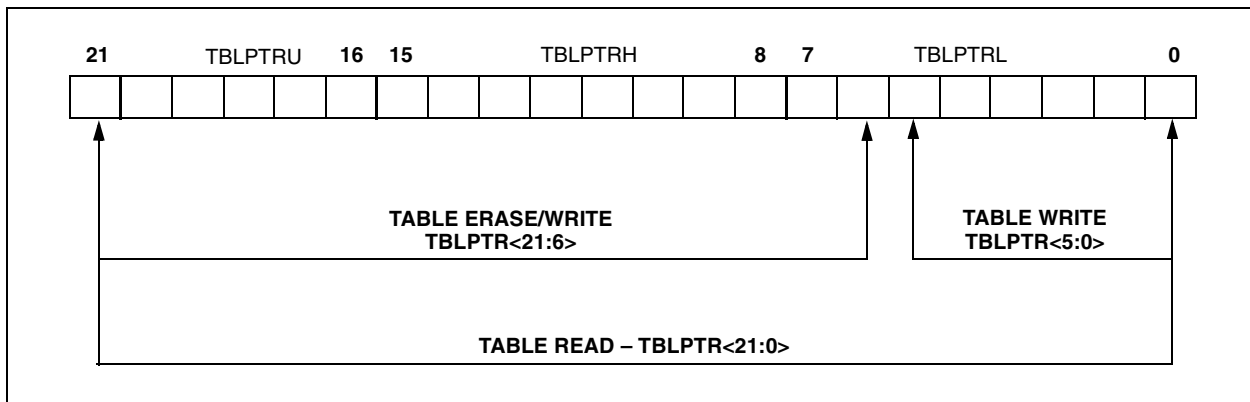 21 TBLPTRU 16 15 TBLPTRH 8 7 TBLPTRL 0
TABLE ERASE/WRITE
TBLPTR<21:6>
TABLE WRITE
TBLPTR<5:0>
TABLE READ – TBLPTR<21:0>